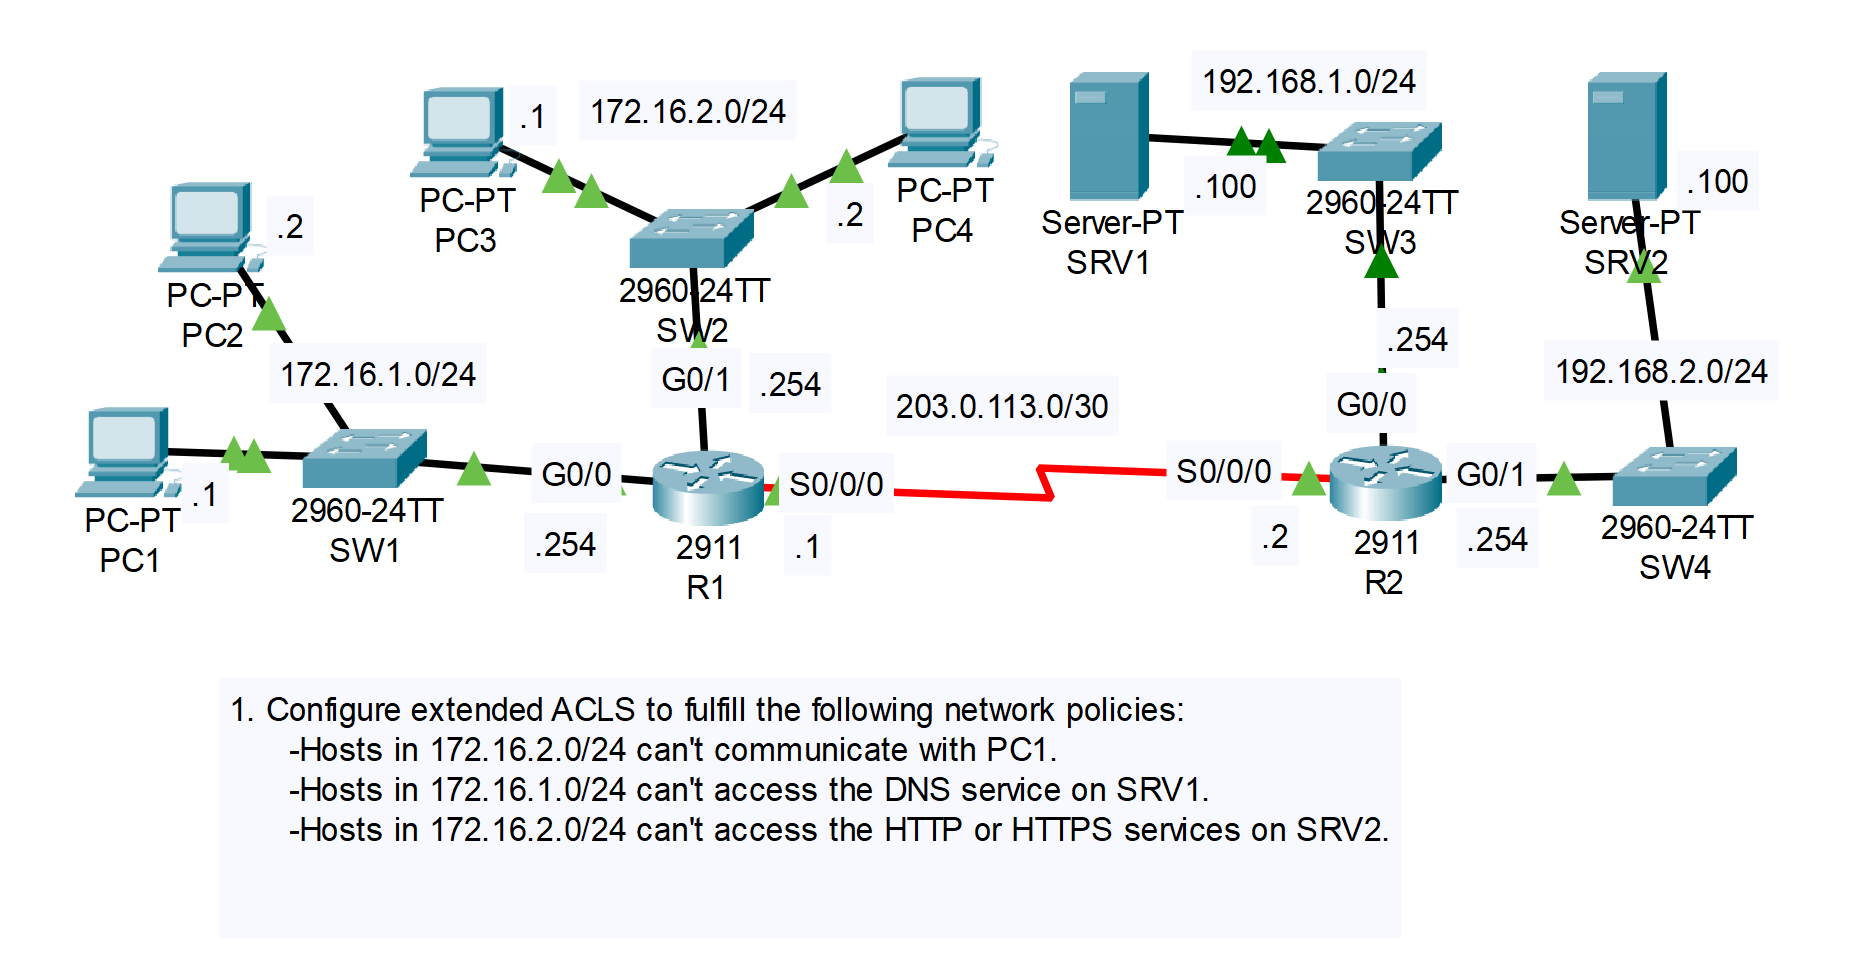 192.168.1.0/24
172.16.2.0/24
.1
.100
.100
PC-PT
PC3
.2
PC-PT
PC4
Server-PT
SRV1
2960-24TT
SW3
Server-PT
SRV2
.2
PC-PT
PC2
2960-24TT
SW2
172.16.1.0/24
G0/1
.254
203.0.113.0/30
.254
G0/0
192.168.2.0/24
.1
PC-PT
PC1
2960-24TT
SW1
G0/0
.254
S0/0/0
.1
2911
R1
S0/0/0
.2
2911
R2
G0/1
.254
2960-24TT
SW4
1. Configure extended ACLS to fulfill the following network policies:
-Hosts in 172.16.2.0/24 can't communicate with PC1.
-Hosts in 172.16.1.0/24 can't access the DNS service on SRV1.
-Hosts in 172.16.2.0/24 can't access the HTTP or HTTPS services on SRV2.